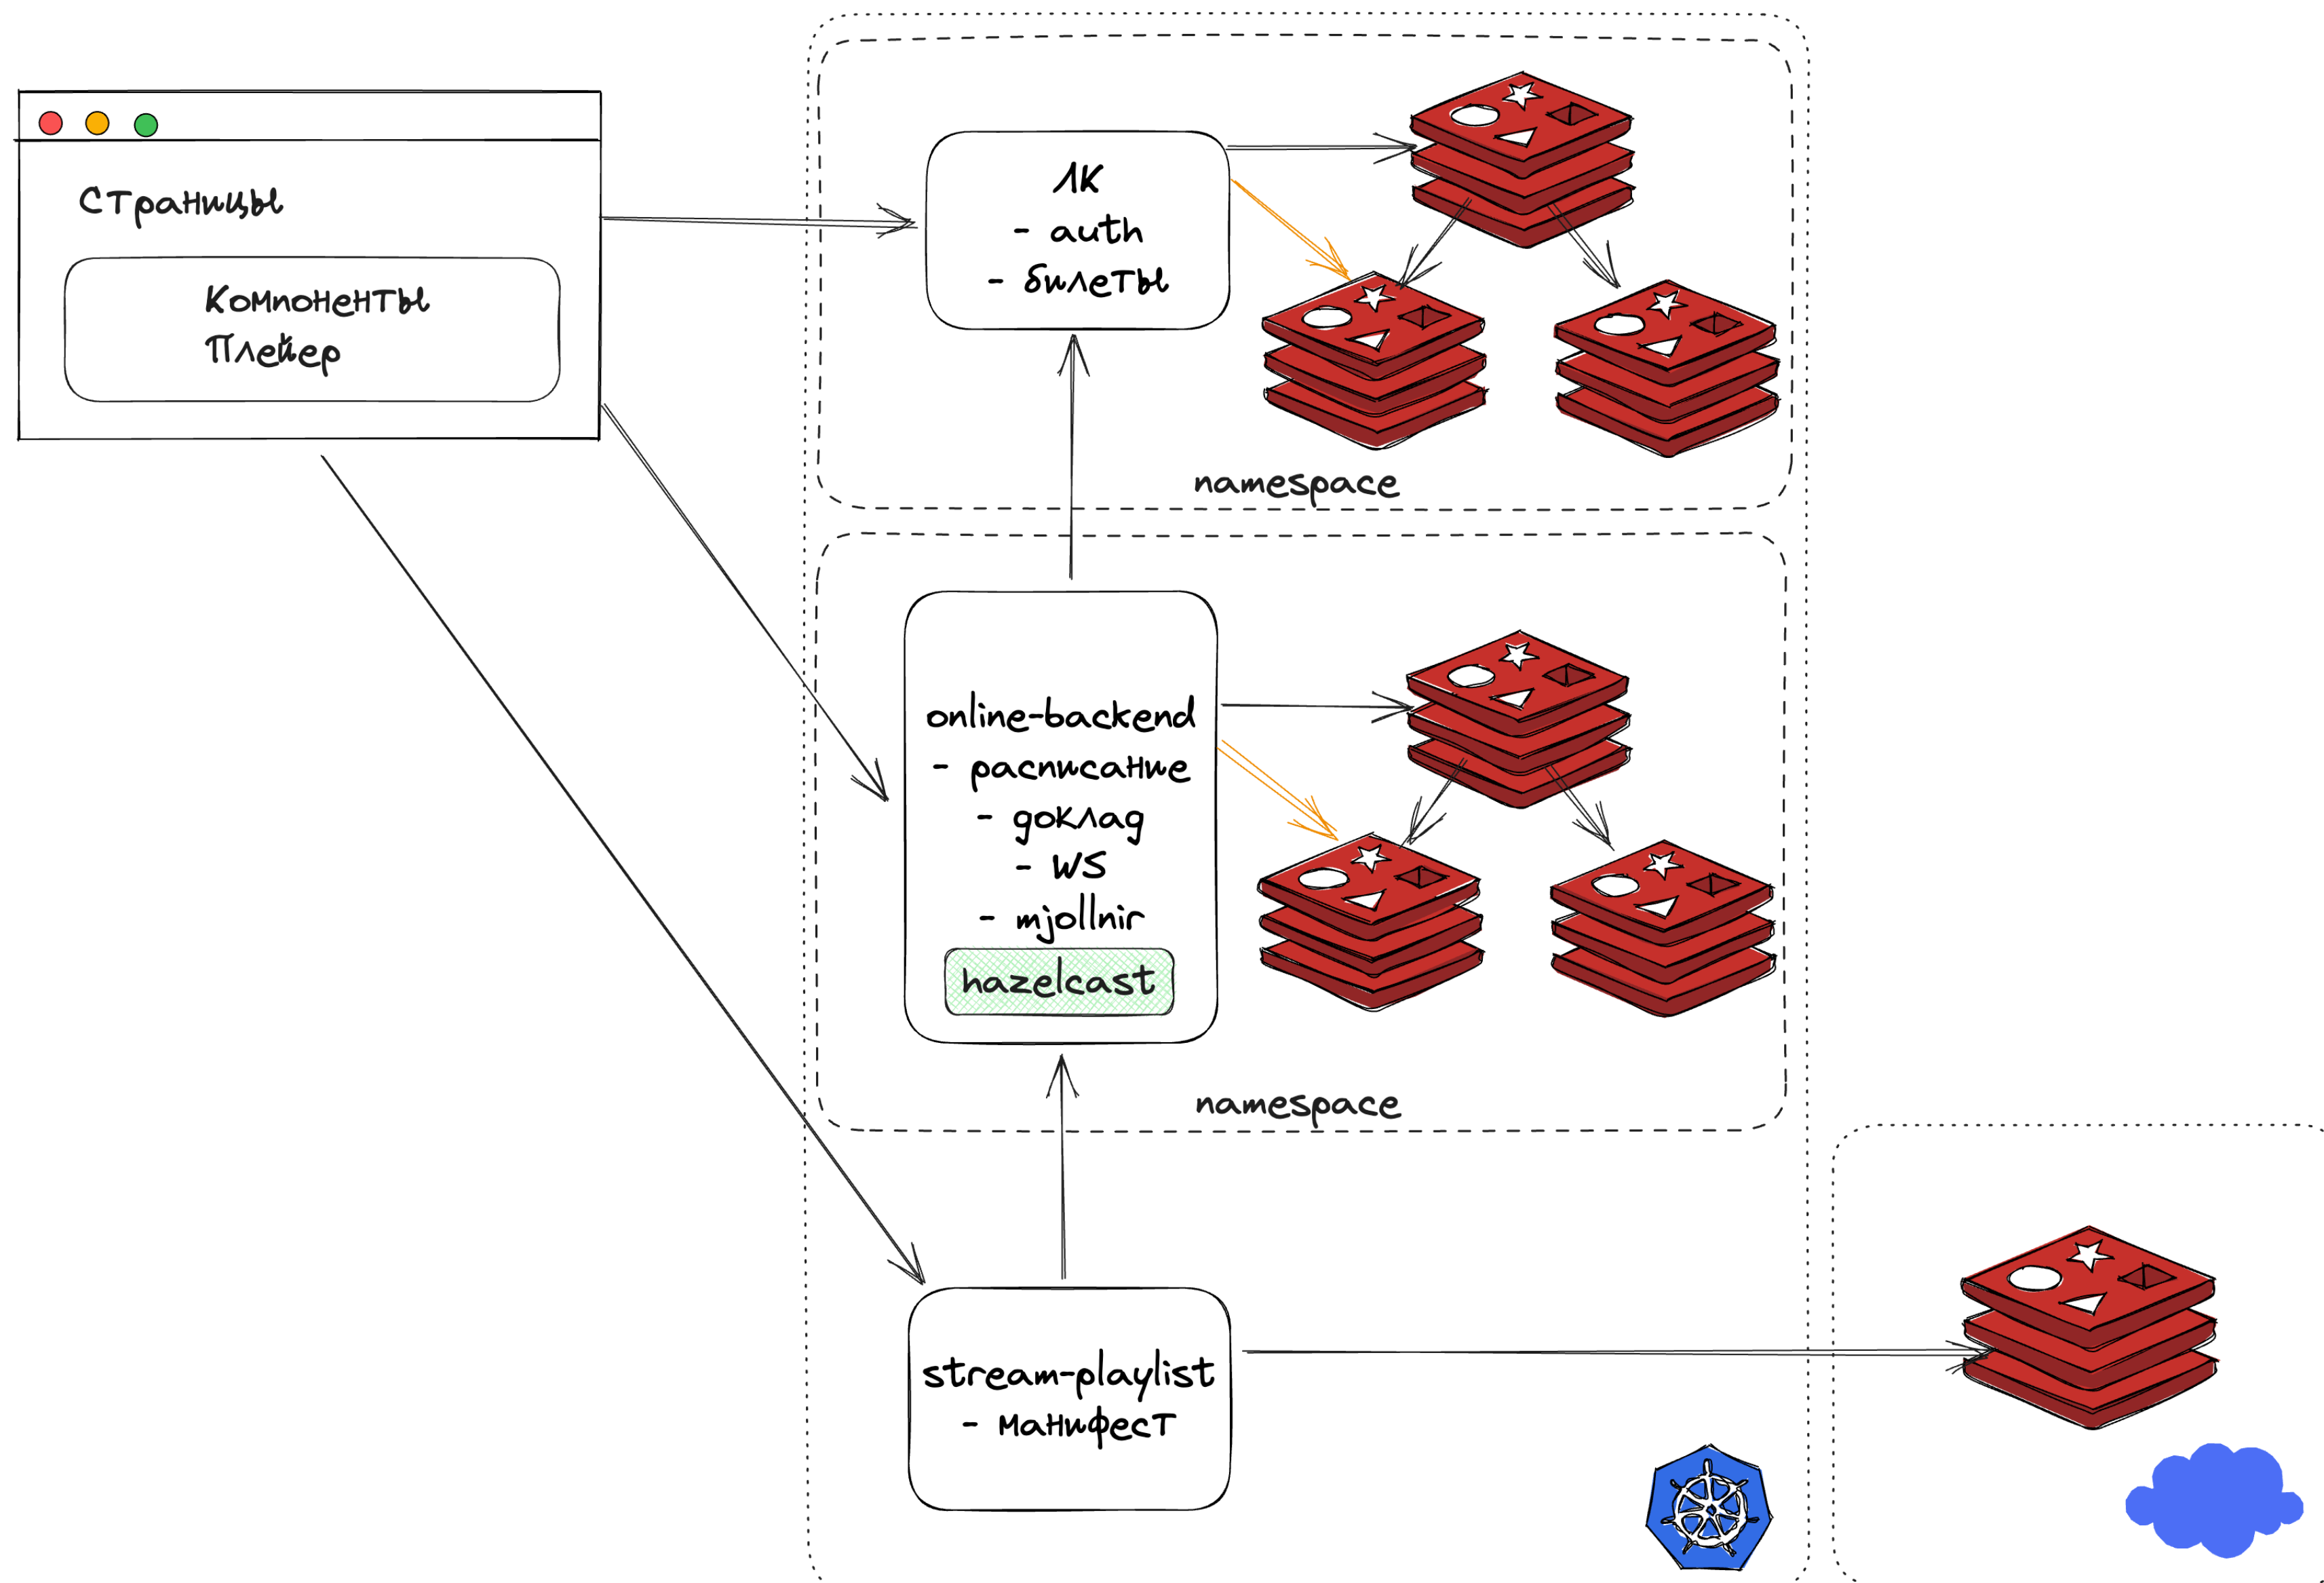 Страницы
Компоненты
Плейер
ЛК
- auth
- билеты
namespace
online-backend
- расписание
- доклад
- WS
- mjollnir
hazelcast
namespace
stream-playlist
- манифест